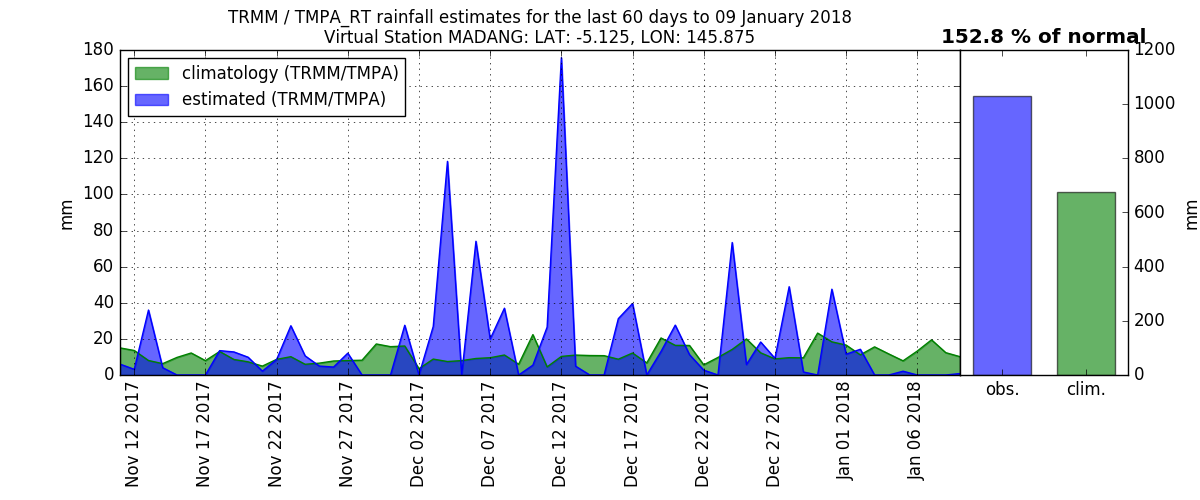 TRMM / TMPA_RT rainfall estimates for the last 60 days to 09 January 2018
Virtual Station MADANG: LAT: -5.125, LON: 145.875
152.8 % of normal
climatology (TRMM/TMPA)
estimated (TRMM/TMPA)
180
160
140
120
100
80
60
40
20
0
mm
Nov 12 2017
Nov 17 2017
Nov 22 2017
Nov 27 2017
Dec 02 2017
Dec 07 2017
Dec 12 2017
Dec 17 2017
Dec 22 2017
Dec 27 2017
Jan 01 2018
Jan 06 2018
1200
1000
800
600
400
200
0
mm
obs.
clim.